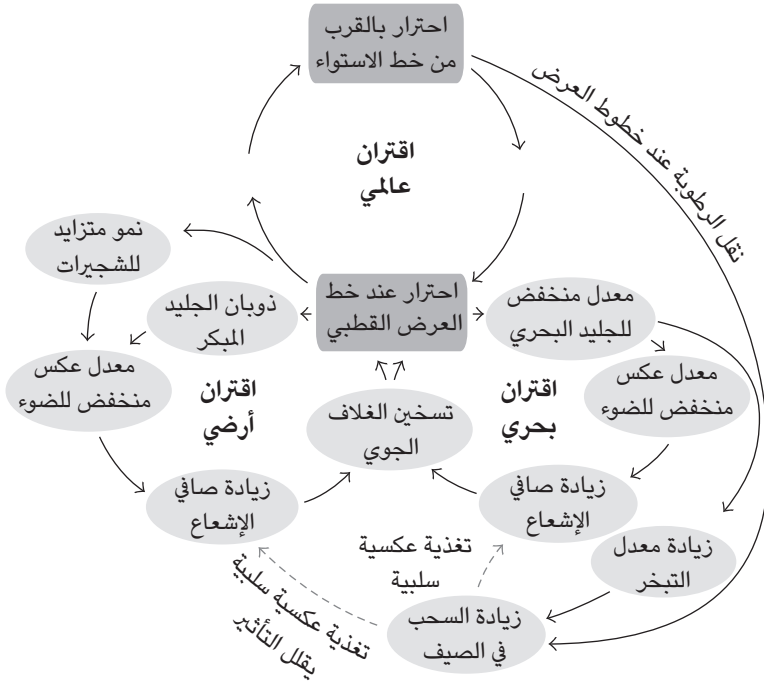 احترار بالقرب
من خط الاستواء
نقل الرطوبة عند خطوط العرض
اقتران
عالمي
نمو متزايد
للشجيرات
ذوبان الجليد
المبكر
احترار عند خط
العرض القطبي
معدل منخفض
للجليد البحري
معدل عكس
منخفض للضوء
اقتران
أرضي
تسخين الغلاف
الجوي
اقتران
بحري
معدل عكس
منخفض للضوء
زيادة صافي
الإشعاع
زيادة صافي
الإشعاع
تغذية عكسية
سلبية
زيادة معدل
التبخر
تغذية عكسية سلبية
يقلل التأثير
زيادة السحب
في الصيف